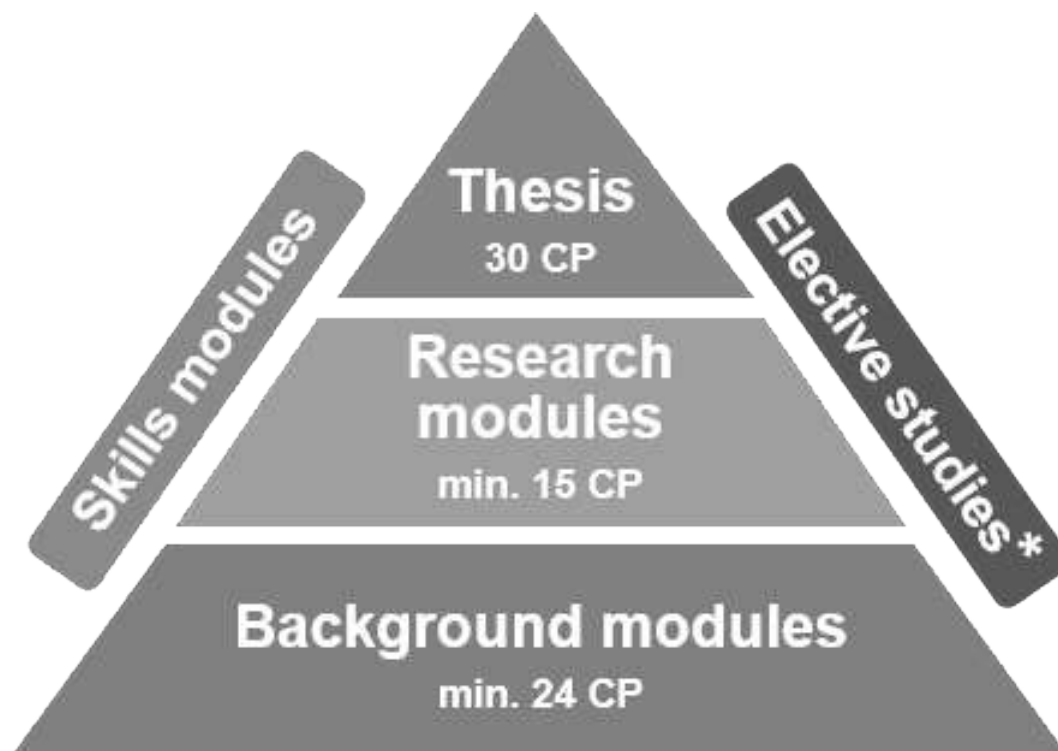 Thesis
30 CP
Skills modules
Elective studies*
Research
modules
min. 15 CP
Background modules
min. 24 CP